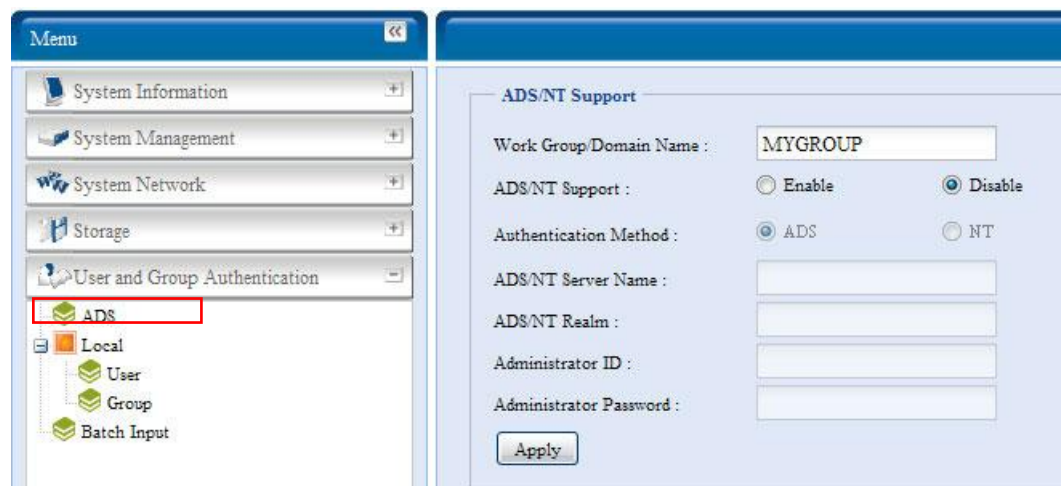 Menu
System Information
System Management
System Network
Storage
User and Group Authentication
ADS
Local
User
Group
Batch Input
ADS/NT Support
Work Group/Domain Name : MYGROUP
ADS/NT Support : Enable Disable
Authentication Method : ADS NT
ADS/NT Server Name :
ADS/NT Realm :
Administrator ID :
Administrator Password :
Apply